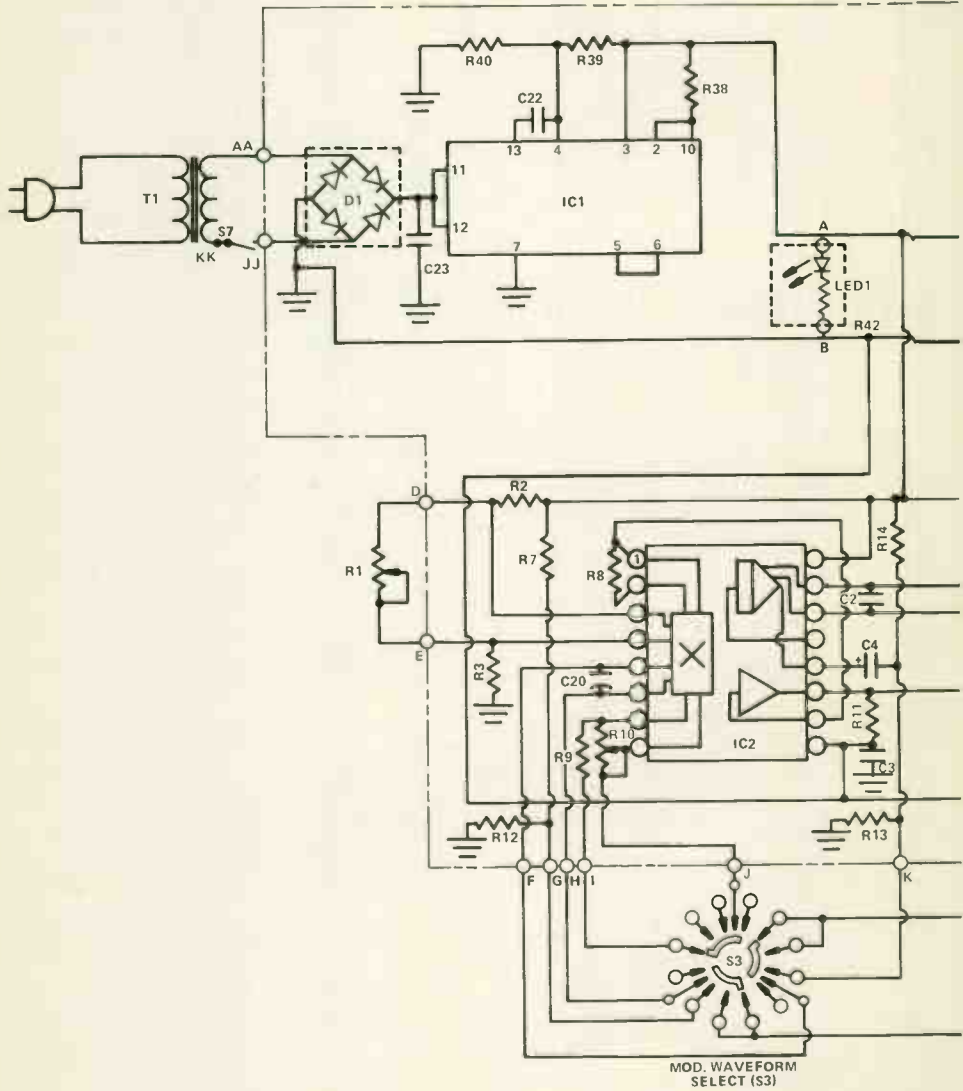 R40
R39
R38
C22
13
4
3
2
10
AA
11
T1
D1
IC1
12
S7
KK
JJ
7
5
6
C23
A
LED1
R42
B
D
R2
R14
R7
R8
1
R1
C2
E
C4
+
R3
C20
R11
R10
R9
IC2
C3
R12
R13
F
G
H
I
J
K
S3
MOD. WAVEFORM
SELECT (S3)